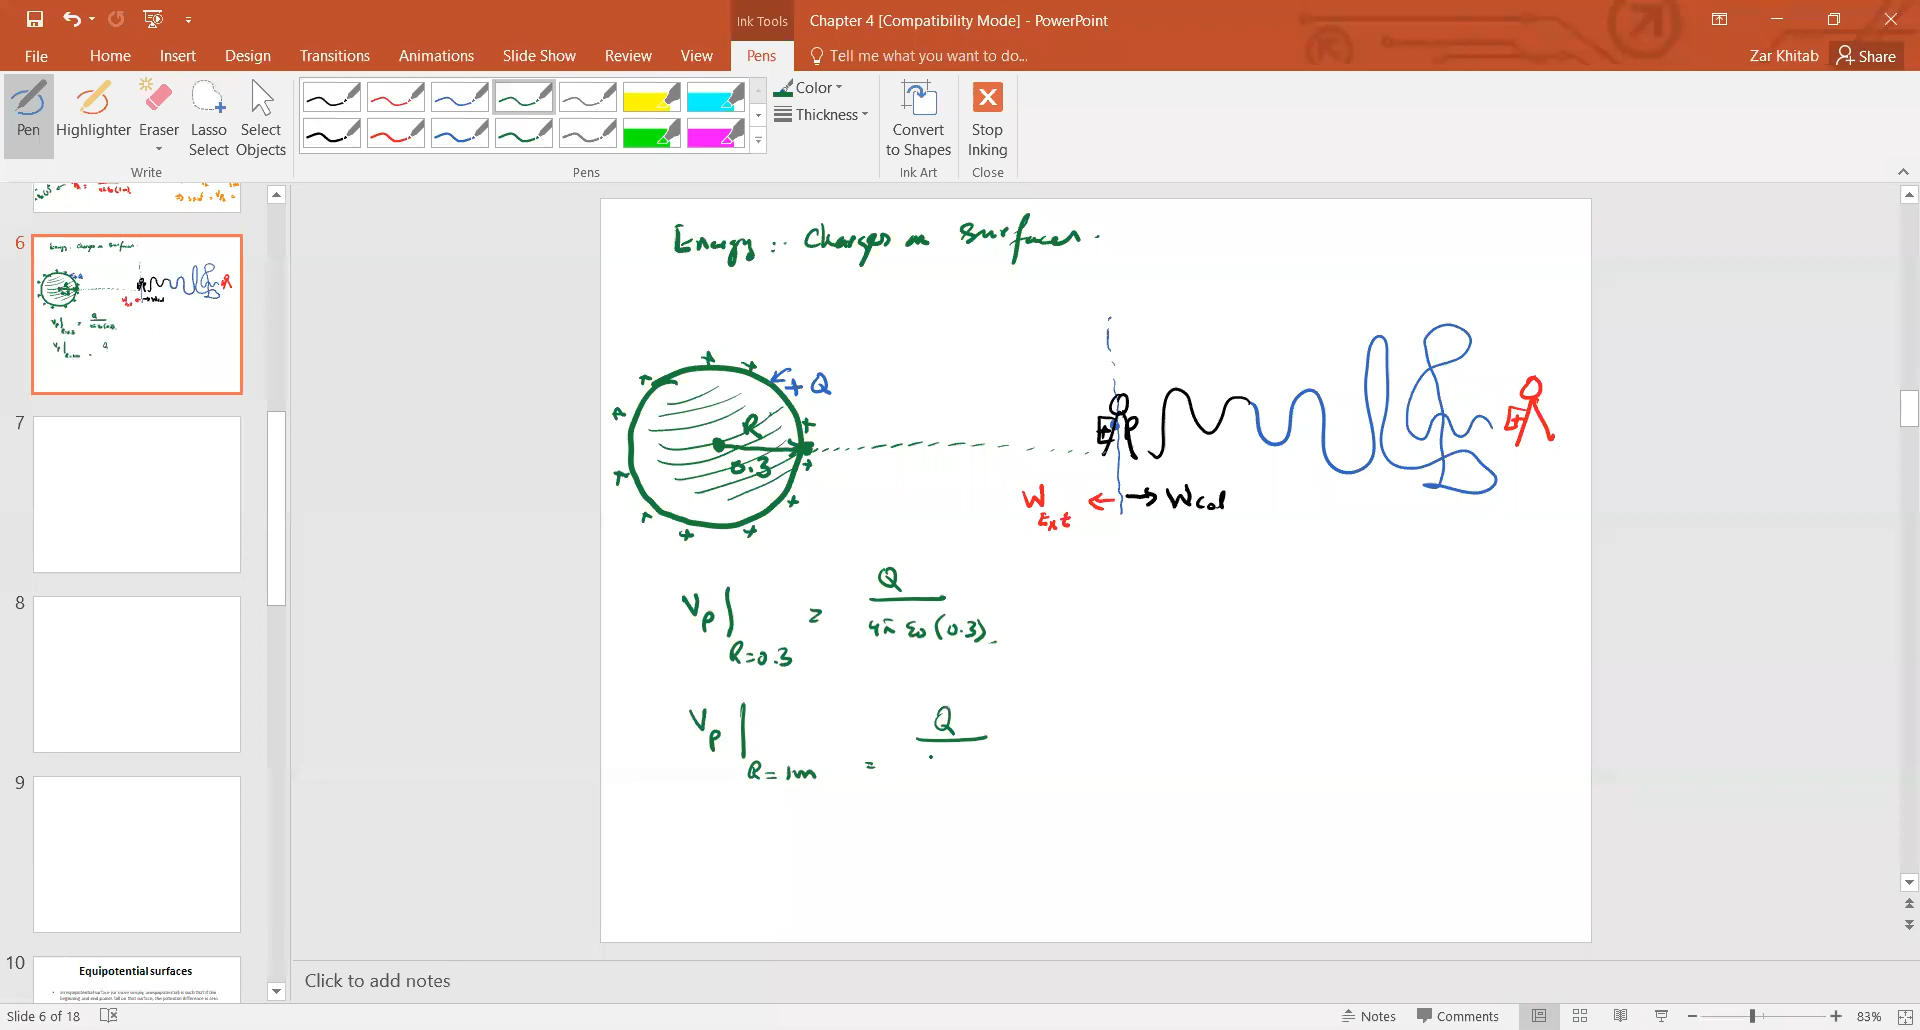 Ink Tools
Chapter 4 [Compatibility Mode] - PowerPoint
File
Home
Insert
Design
Transitions
Animations
Slide Show
Review
View
Pens
Tell me what you want to do...
Zar Khitab
Share
Pen
Highlighter
Eraser
Lasso Select
Select Objects
Write
Pens
Color
Thickness
Convert to Shapes
Ink Art
Stop Inking
Close
6
7
8
9
10
Equipotential surfaces
Energy : Charges on surfaces.
+ Q
R
0.3
P
W Ext
W Col
Vp | R=0.3 = Q / 4π ε0 (0.3)
Vp | R=1m = Q
Click to add notes
Slide 6 of 18
Notes
Comments
83%